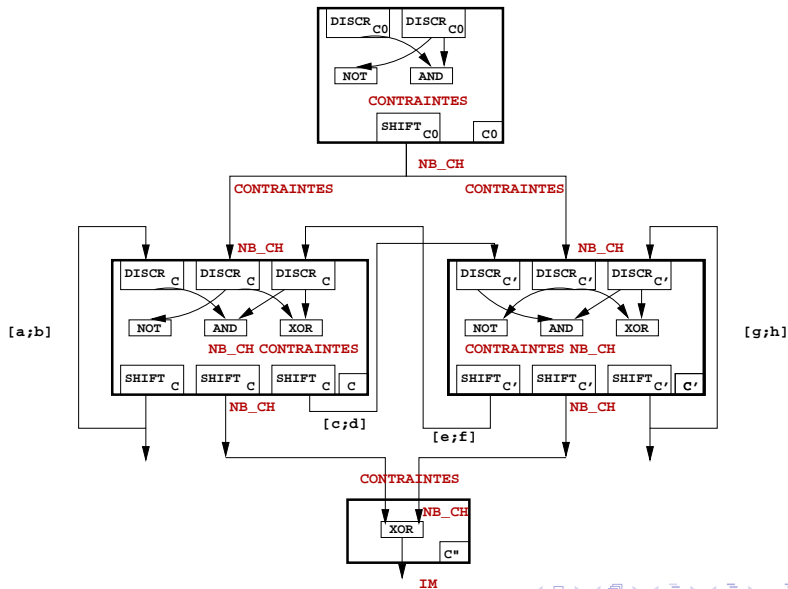 DISCR C0 DISCR C0
NOT AND
CONTRAINTES
SHIFT C0 C0
NB_CH
CONTRAINTES CONTRAINTES
NB_CH NB_CH
DISCR C DISCR C DISCR C DISCR C' DISCR C' DISCR C'
[a;b] NOT AND XOR NOT AND XOR [g;h]
NB_CH CONTRAINTES CONTRAINTES NB_CH
SHIFT C SHIFT C SHIFT C C SHIFT C' SHIFT C' SHIFT C' C'
NB_CH NB_CH
[c;d] [e;f]
CONTRAINTES
NB_CH
XOR
C"
IM